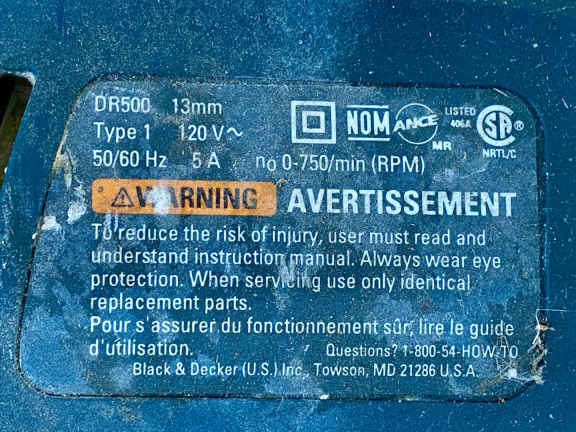 DR500 13mm
Type 1 120 V~
50/60 Hz 5 A no 0-750/min (RPM)
NOM ANCE MR LISTED 406A SA® NRTL/C
⚠WARNING AVERTISSEMENT
To reduce the risk of injury, user must read and
understand instruction manual. Always wear eye
protection. When servicing use only identical
replacement parts.
Pour s'assurer du fonctionnement sûr, lire le guide
d'utilisation. Questions? 1-800-54-HOW-TO
Black & Decker (U.S.) Inc., Towson, MD 21286 U.S.A.